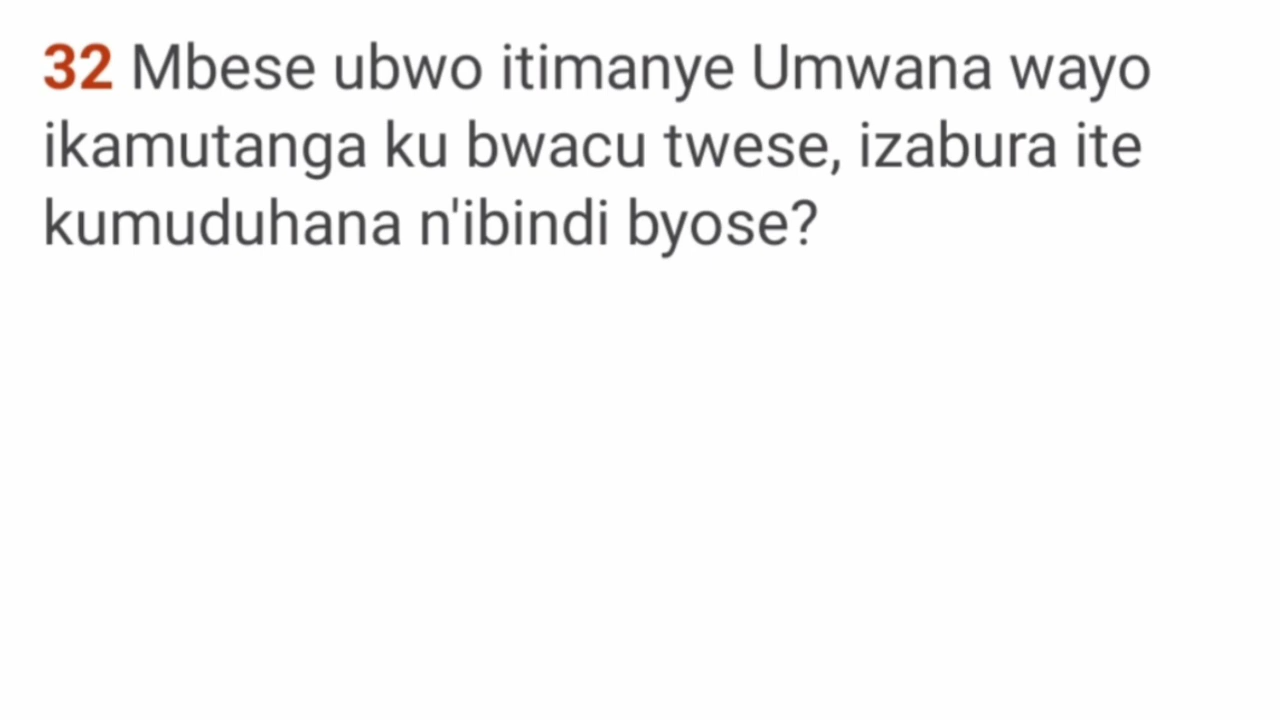 32 Mbese ubwo itimanye Umwana wayo
ikamutanga ku bwacu twese, izabura ite
kumuduhana n'ibindi byose?